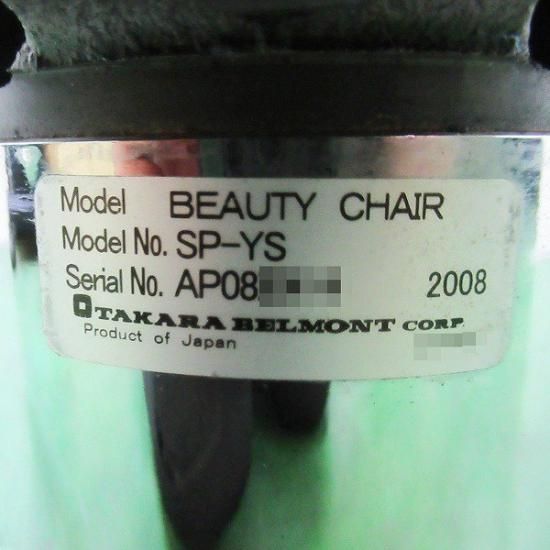 Model BEAUTY CHAIR
Model No. SP-YS
Serial No. AP08 2008
TAKARA BELMONT CORP.
Product of Japan